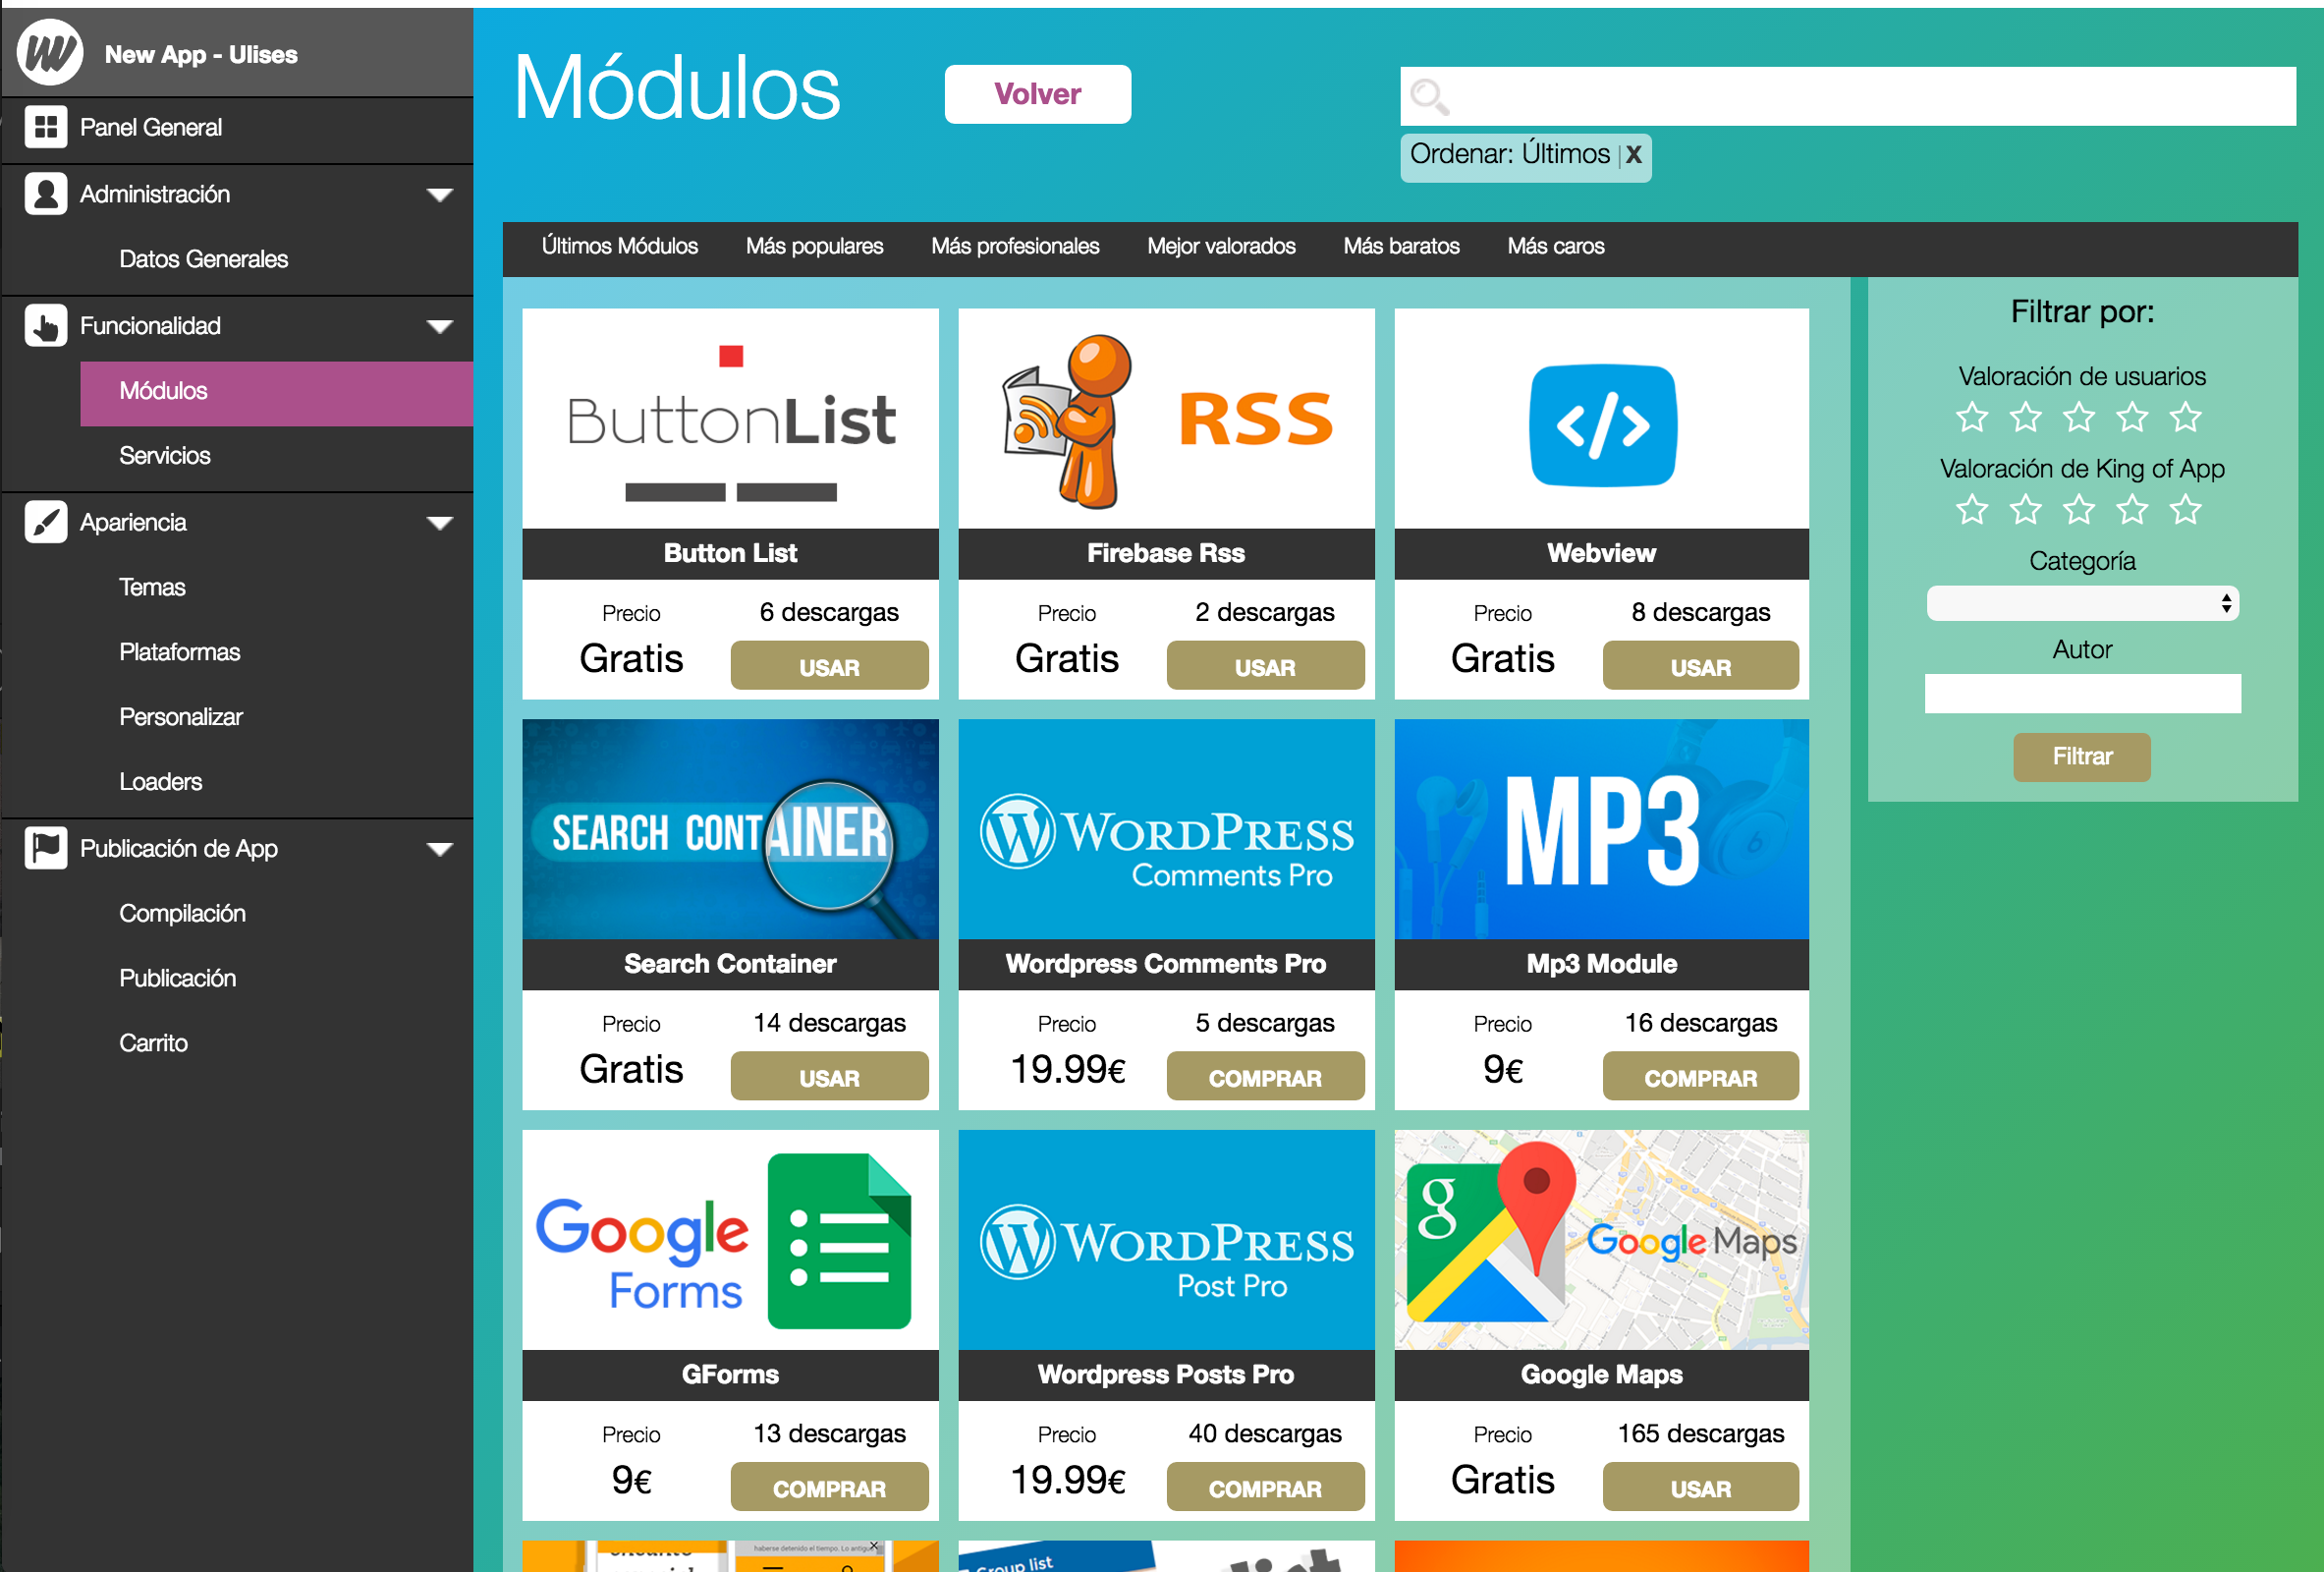 New App - Ulises
Panel General
Administración
Datos Generales
Funcionalidad
Módulos
Servicios
Apariencia
Temas
Plataformas
Personalizar
Loaders
Publicación de App
Compilación
Publicación
Carrito
Módulos
Volver
Ordenar: Últimos | X
Últimos Módulos Más populares Más profesionales Mejor valorados Más baratos Más caros
ButtonList
Button List
Precio 6 descargas
Gratis USAR
RSS
Firebase Rss
Precio 2 descargas
Gratis USAR
</>
Webview
Precio 8 descargas
Gratis USAR
SEARCH CONTAINER
Search Container
Precio 14 descargas
Gratis USAR
WORDPRESS
Comments Pro
Wordpress Comments Pro
Precio 5 descargas
19.99€ COMPRAR
MP3
Mp3 Module
Precio 16 descargas
9€ COMPRAR
Google
Forms
GForms
Precio 13 descargas
9€ COMPRAR
WORDPRESS
Post Pro
Wordpress Posts Pro
Precio 40 descargas
19.99€ COMPRAR
g
Google Maps
Google Maps
Precio 165 descargas
Gratis USAR
haberse detenido el tiempo. Lo antiguo
Group list
Filtrar por:
Valoración de usuarios
Valoración de King of App
Categoría
Autor
Filtrar